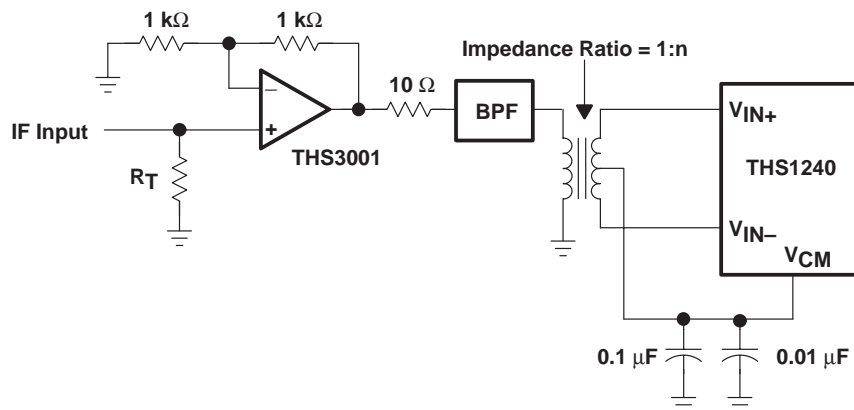 1 kΩ
1 kΩ
Impedance Ratio = 1:n
10 Ω
−
BPF
VIN+
IF Input
+
THS3001
THS1240
RT
VIN−
VCM
0.1 µF
0.01 µF